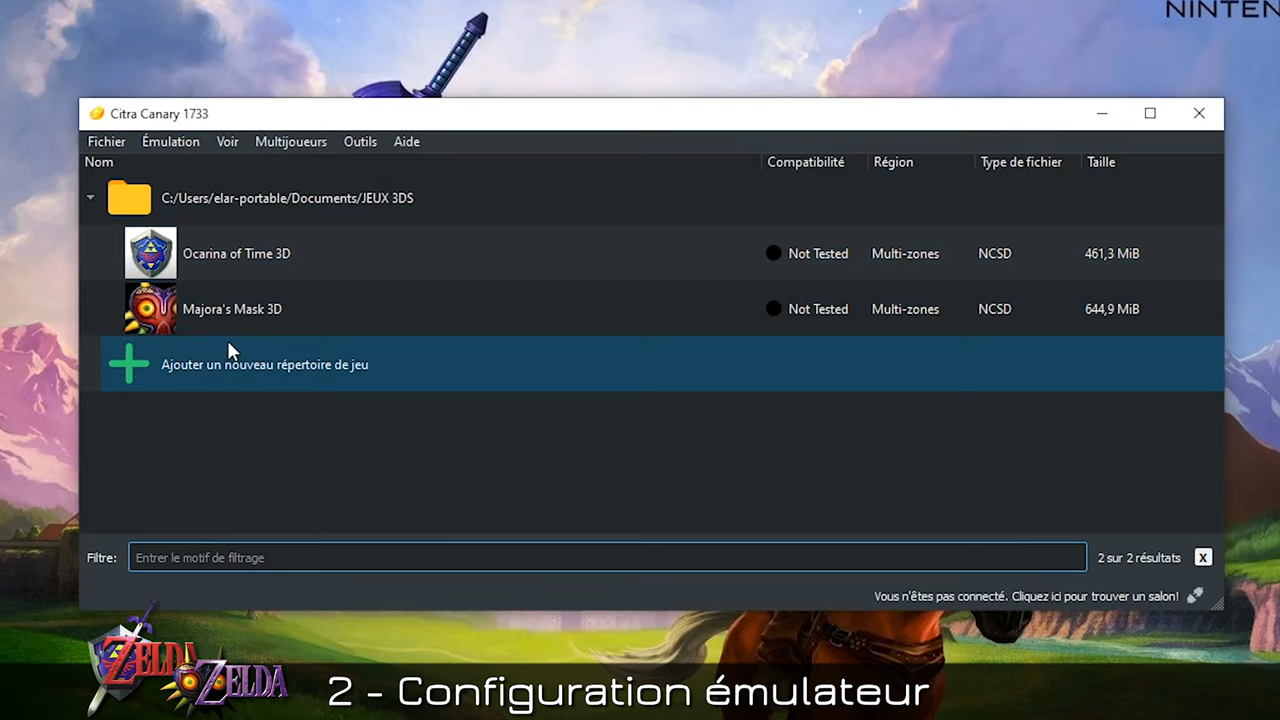 NINTEN
Citra Canary 1733
Fichier Émulation Voir Multijoueurs Outils Aide
Nom Compatibilité Région Type de fichier Taille
C:/Users/elar-portable/Documents/JEUX 3DS
Ocarina of Time 3D Not Tested Multi-zones NCSD 461,3 MiB
Majora's Mask 3D Not Tested Multi-zones NCSD 644,9 MiB
Ajouter un nouveau répertoire de jeu
Filtre: Entrer le motif de filtrage 2 sur 2 résultats X
Vous n'êtes pas connecté. Cliquez ici pour trouver un salon!
ZELDA
ZELDA
2 - Configuration émulateur